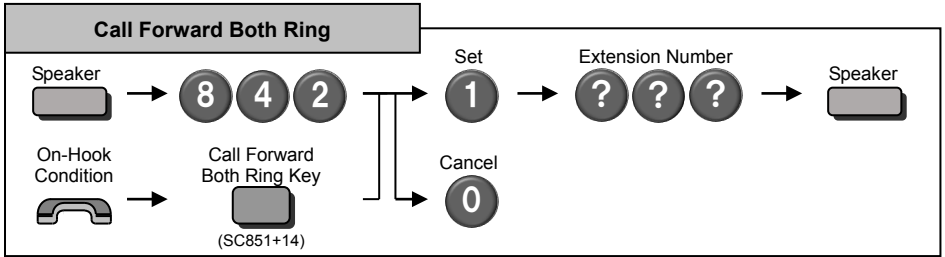 Call Forward Both Ring
Speaker
8 4 2
Set
1
Extension Number
? ? ?
Speaker
On-Hook
Condition
Call Forward
Both Ring Key
(SC851+14)
Cancel
0